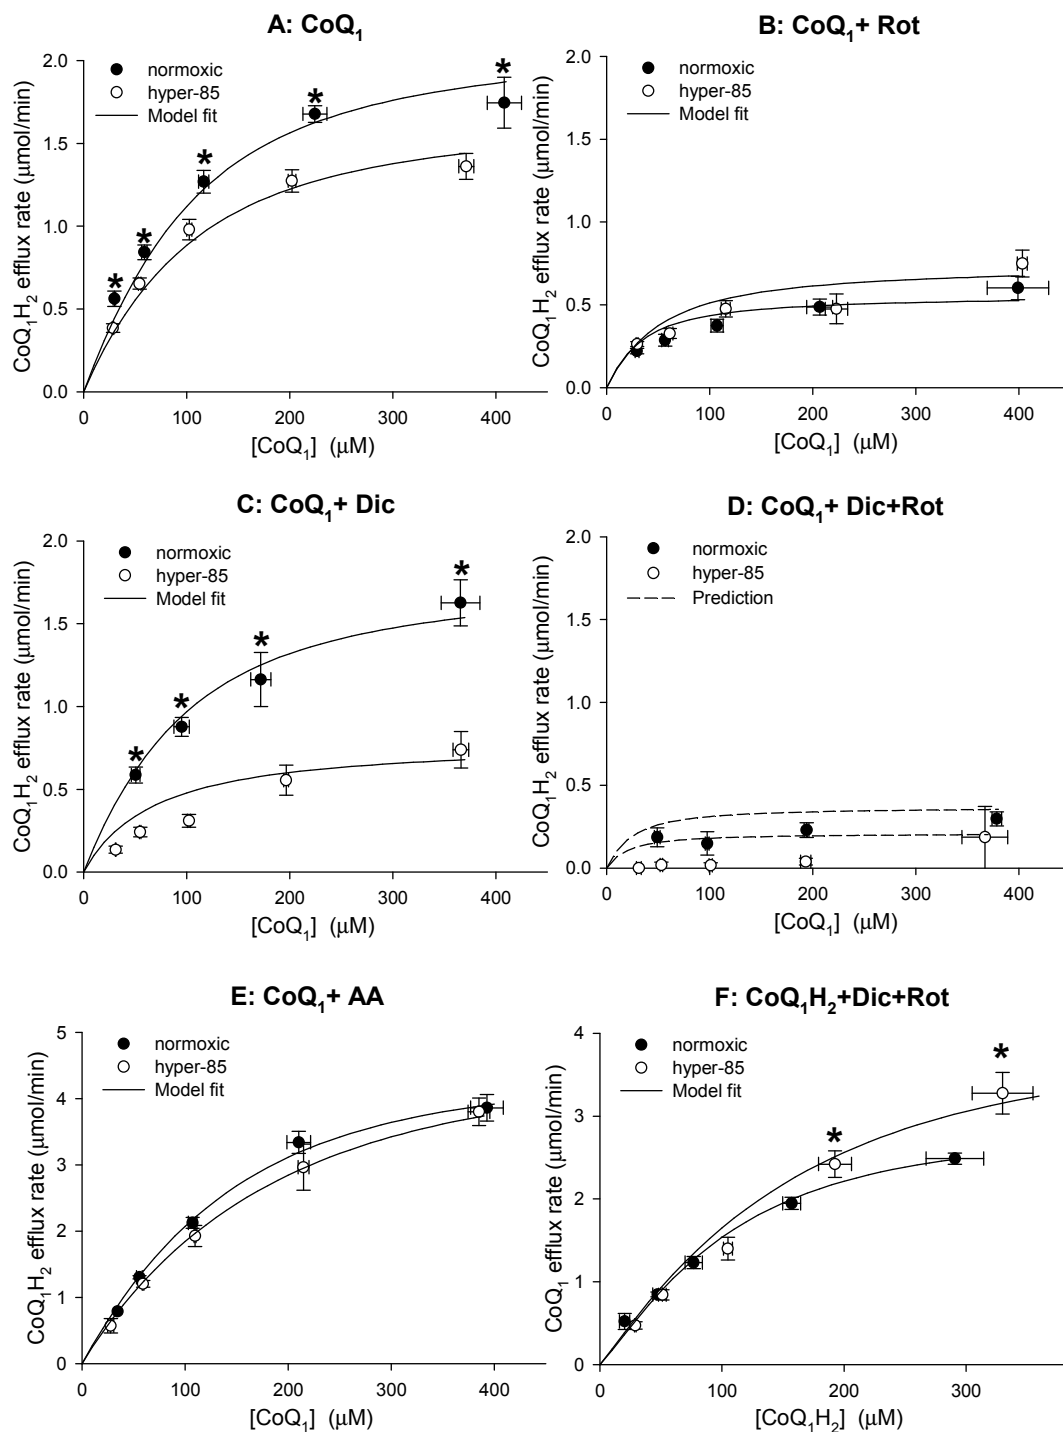 A: CoQ₁
normoxic
hyper-85
Model fit
* * * * *
CoQ₁H₂ efflux rate (μmol/min)
2.0
1.5
1.0
0.5
0.0
0 100 200 300 400
[CoQ₁] (μM)
B: CoQ₁+ Rot
normoxic
hyper-85
Model fit
CoQ₁H₂ efflux rate (μmol/min)
2.0
1.5
1.0
0.5
0.0
0 100 200 300 400
[CoQ₁] (μM)
C: CoQ₁+ Dic
normoxic
hyper-85
Model fit
* * * *
CoQ₁H₂ efflux rate (μmol/min)
2.0
1.5
1.0
0.5
0.0
0 100 200 300 400
[CoQ₁] (μM)
D: CoQ₁+ Dic+Rot
normoxic
hyper-85
Prediction
CoQ₁H₂ efflux rate (μmol/min)
2.0
1.5
1.0
0.5
0.0
0 100 200 300 400
[CoQ₁] (μM)
E: CoQ₁+ AA
normoxic
hyper-85
Model fit
CoQ₁H₂ efflux rate (μmol/min)
5
4
3
2
1
0
0 100 200 300 400
[CoQ₁] (μM)
F: CoQ₁H₂+Dic+Rot
normoxic
hyper-85
Model fit
* *
CoQ₁ efflux rate (μmol/min)
4
3
2
1
0
0 100 200 300
[CoQ₁H₂] (μM)